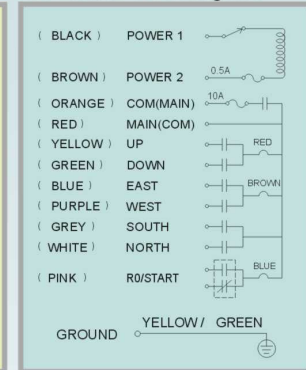 ( BLACK ) POWER 1
( BROWN ) POWER 2 0.5A
( ORANGE ) COM(MAIN) 10A
( RED ) MAIN(COM)
( YELLOW ) UP RED
( GREEN ) DOWN
( BLUE ) EAST BROWN
( PURPLE ) WEST
( GREY ) SOUTH
( WHITE ) NORTH
( PINK ) R0/START BLUE
GROUND YELLOW / GREEN